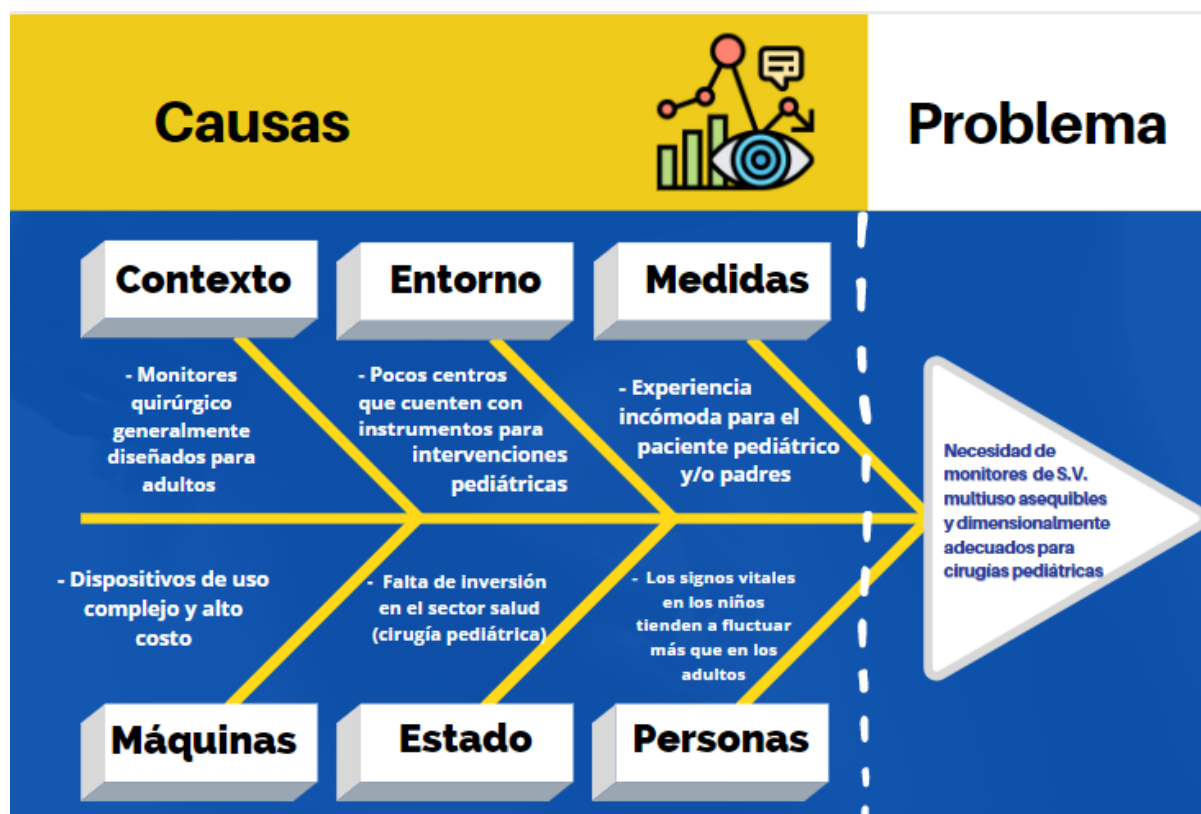 Causas
Problema
Contexto
Entorno
Medidas
- Monitores
quirúrgico
generalmente
diseñados para
adultos
- Pocos centros
que cuenten con
instrumentos para
intervenciones
pediátricas
- Experiencia
incómoda para el
paciente pediátrico
y/o padres
Necesidad de
monitores de S.V.
multiuso asequibles
y dimensionalmente
adecuados para
cirugías pediátricas
- Dispositivos de uso
complejo y alto
costo
- Falta de inversión
en el sector salud
(cirugía pediátrica)
- Los signos vitales
en los niños
tienden a fluctuar
más que en los
adultos
Máquinas
Estado
Personas